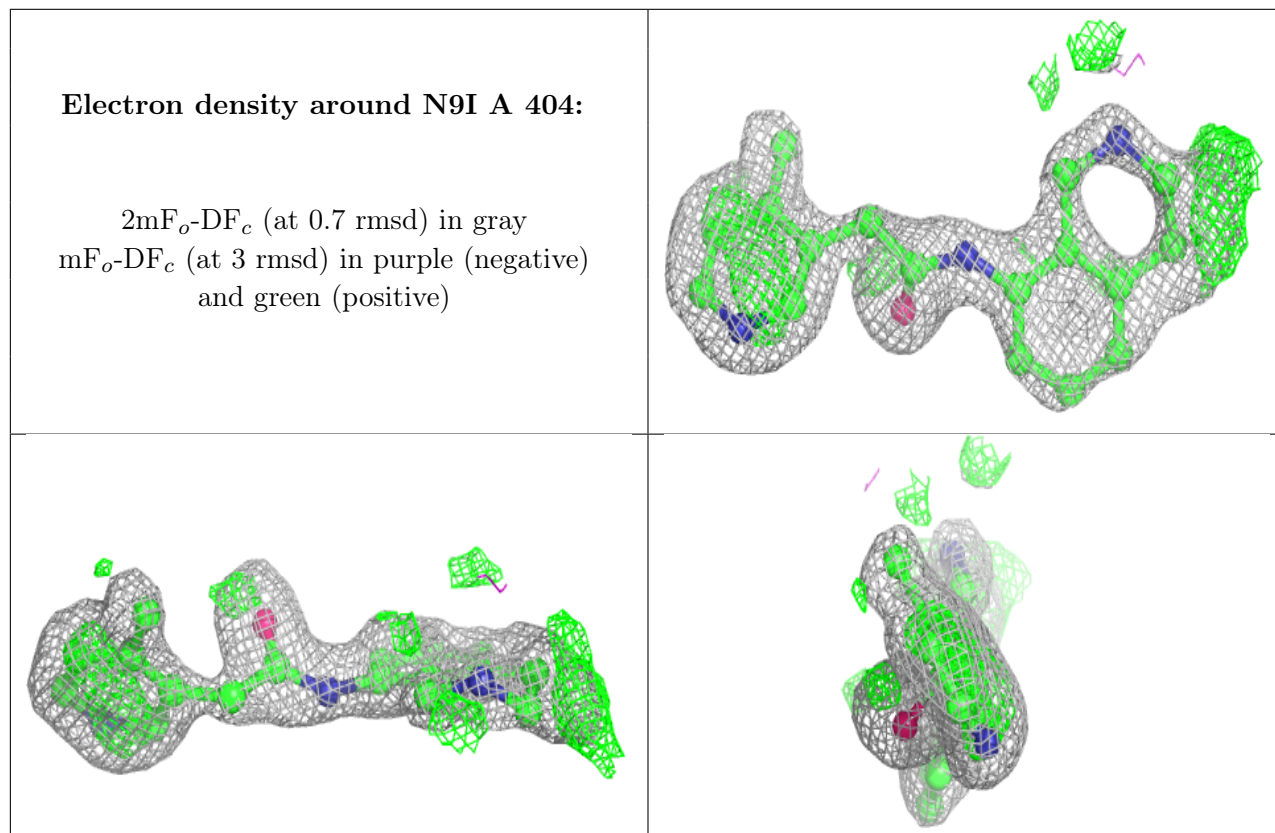 Electron density around N9I A 404:
2mFo-DFc (at 0.7 rmsd) in gray
mFo-DFc (at 3 rmsd) in purple (negative)
and green (positive)